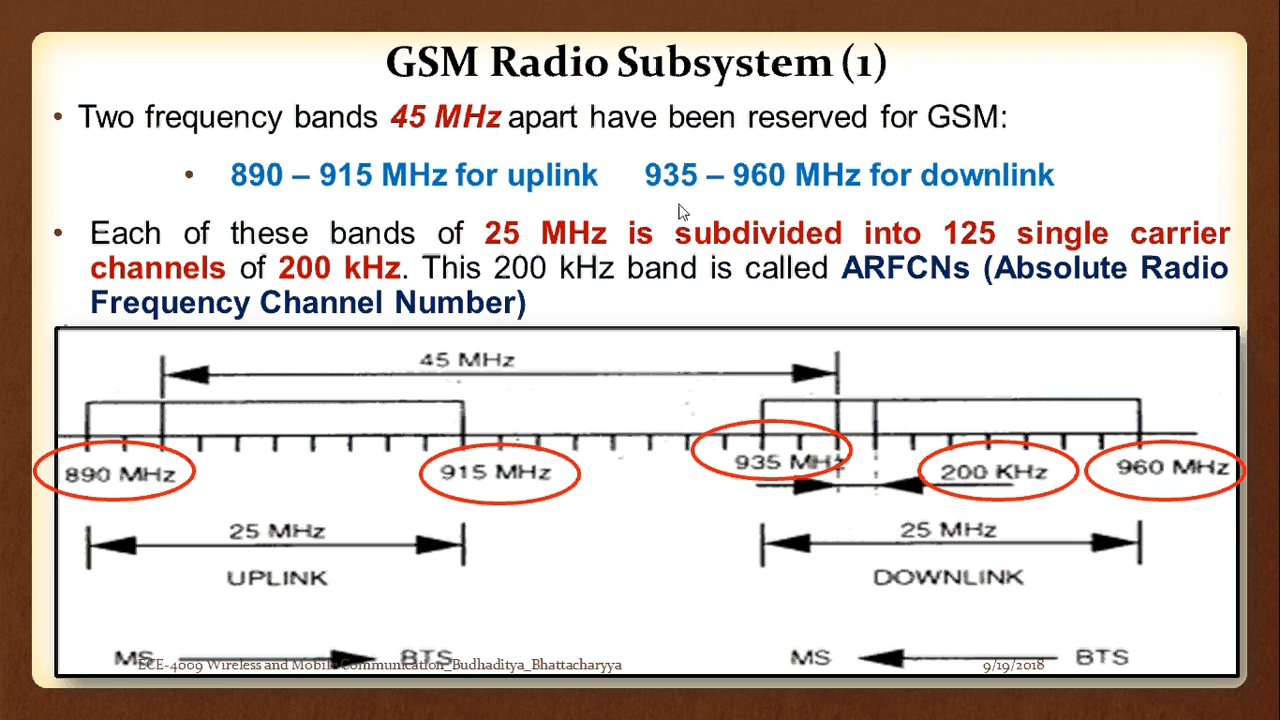 GSM Radio Subsystem (1)
• Two frequency bands 45 MHz apart have been reserved for GSM:
• 890 – 915 MHz for uplink 935 – 960 MHz for downlink
• Each of these bands of 25 MHz is subdivided into 125 single carrier
channels of 200 kHz. This 200 kHz band is called ARFCNs (Absolute Radio
Frequency Channel Number)
45 MHz
890 MHz 915 MHz 935 MHz 200 KHz 960 MHz
25 MHz 25 MHz
UPLINK DOWNLINK
MS BTS MS BTS
ECE-4009 Wireless and Mobile Communication_Budhaditya_Bhattacharyya 9/19/2018